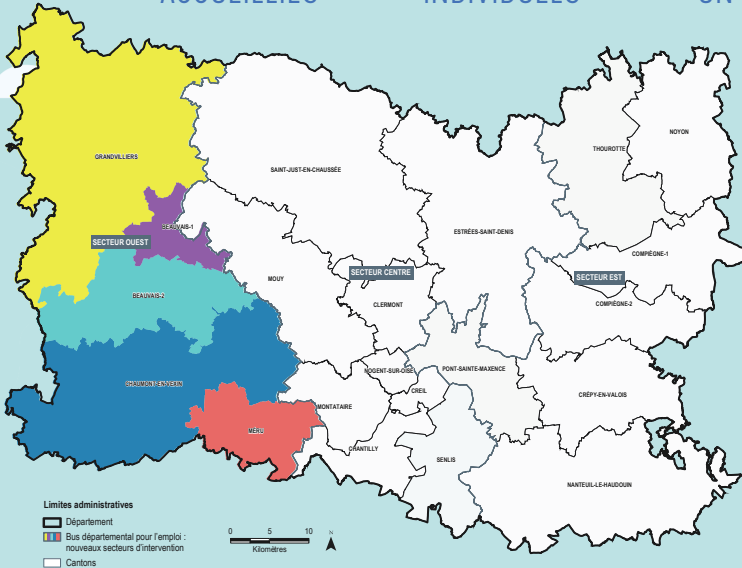 ACCUEILLIES INDIVIDUELS UN
GRANDVILLIERS
SAINT-JUST-EN-CHAUSSÉE
THOUROTTE
NOYON
BEAUVAIS-1
ESTRÉES-SAINT-DENIS
SECTEUR OUEST
COMPIÈGNE-1
MOUY
SECTEUR CENTRE
SECTEUR EST
BEAUVAIS-2
CLERMONT
COMPIÈGNE-2
CHAUMONT-EN-VEXIN
NOGENT-SUR-OISE
PONT-SAINTE-MAXENCE
CREIL
CRÉPY-EN-VALOIS
MONTATAIRE
MÉRU
CHANTILLY
SENLIS
NANTEUIL-LE-HAUDOUIN
Limites administratives
Département
Bus départemental pour l'emploi :
nouveaux secteurs d'intervention
Cantons
0 5 10
Kilomètres
N